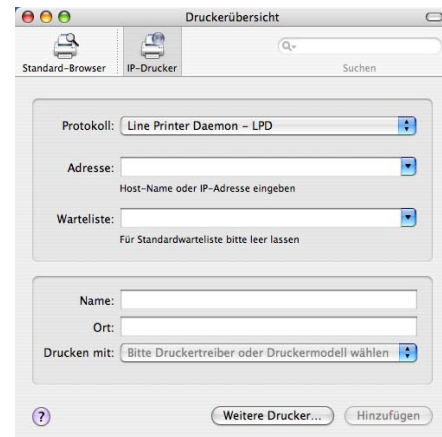 Druckerübersicht
Standard-Browser
IP-Drucker
Suchen
Protokoll: Line Printer Daemon – LPD
Adresse:
Host-Name oder IP-Adresse eingeben
Warteliste:
Für Standardwarteliste bitte leer lassen
Name:
Ort:
Drucken mit: Bitte Druckertreiber oder Druckermodell wählen
? Weitere Drucker... Hinzufügen